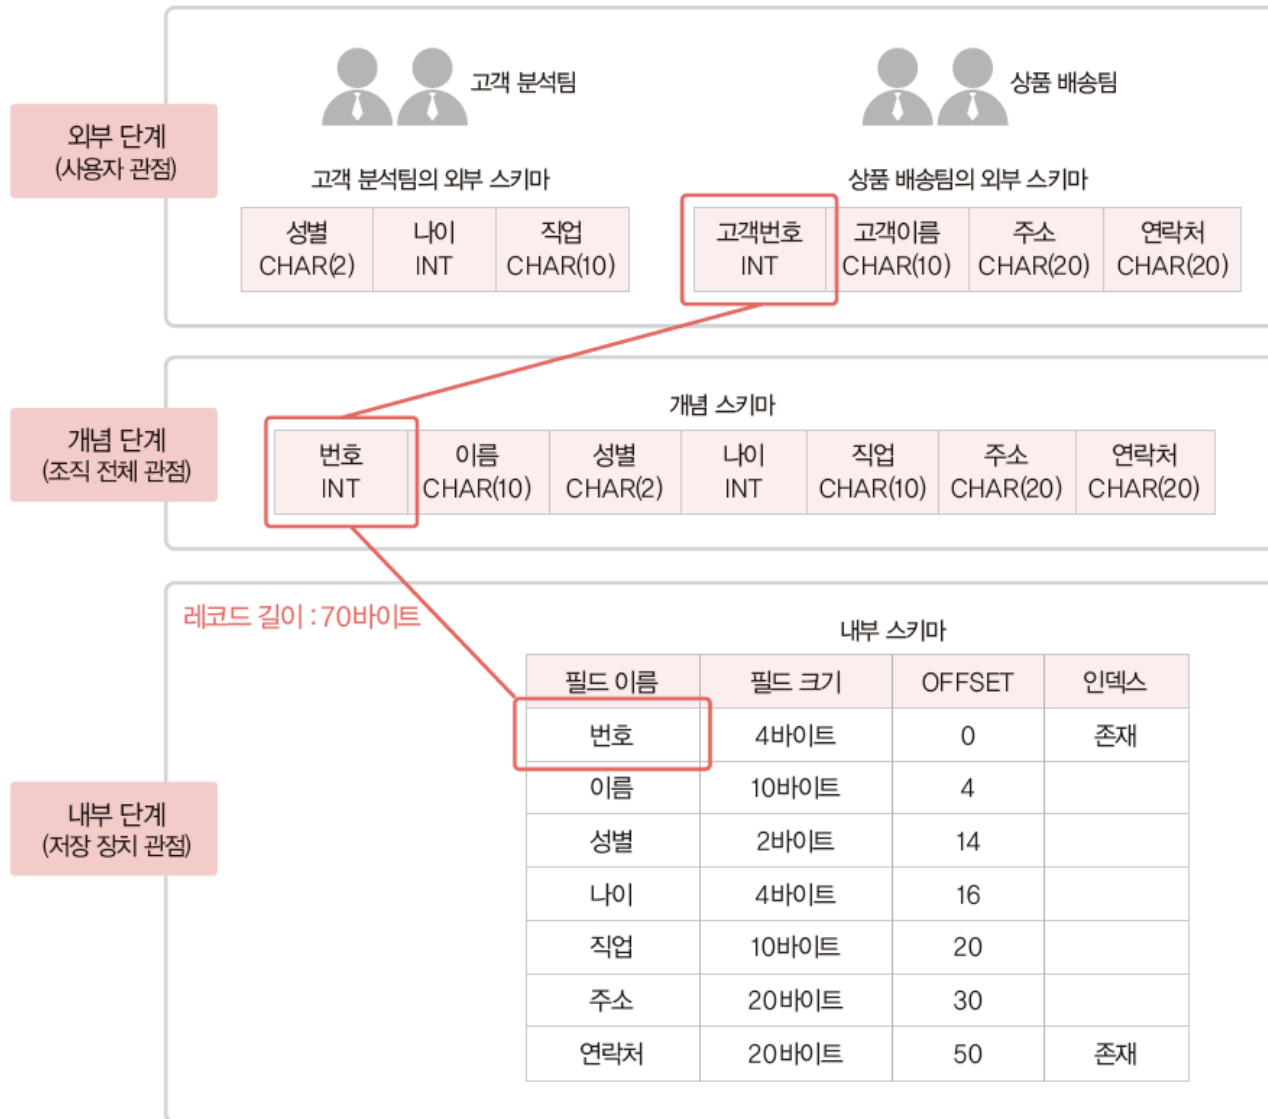 고객 분석팀
상품 배송팀
외부 단계
(사용자 관점)
고객 분석팀의 외부 스키마
상품 배송팀의 외부 스키마
성별 나이 직업
CHAR(2) INT CHAR(10)
고객번호 고객이름 주소 연락처
INT CHAR(10) CHAR(20) CHAR(20)
개념 단계
(조직 전체 관점)
개념 스키마
번호 이름 성별 나이 직업 주소 연락처
INT CHAR(10) CHAR(2) INT CHAR(10) CHAR(20) CHAR(20)
내부 단계
(저장 장치 관점)
레코드 길이 : 70바이트
내부 스키마
필드 이름 필드 크기 OFFSET 인덱스
번호 4바이트 0 존재
이름 10바이트 4
성별 2바이트 14
나이 4바이트 16
직업 10바이트 20
주소 20바이트 30
연락처 20바이트 50 존재